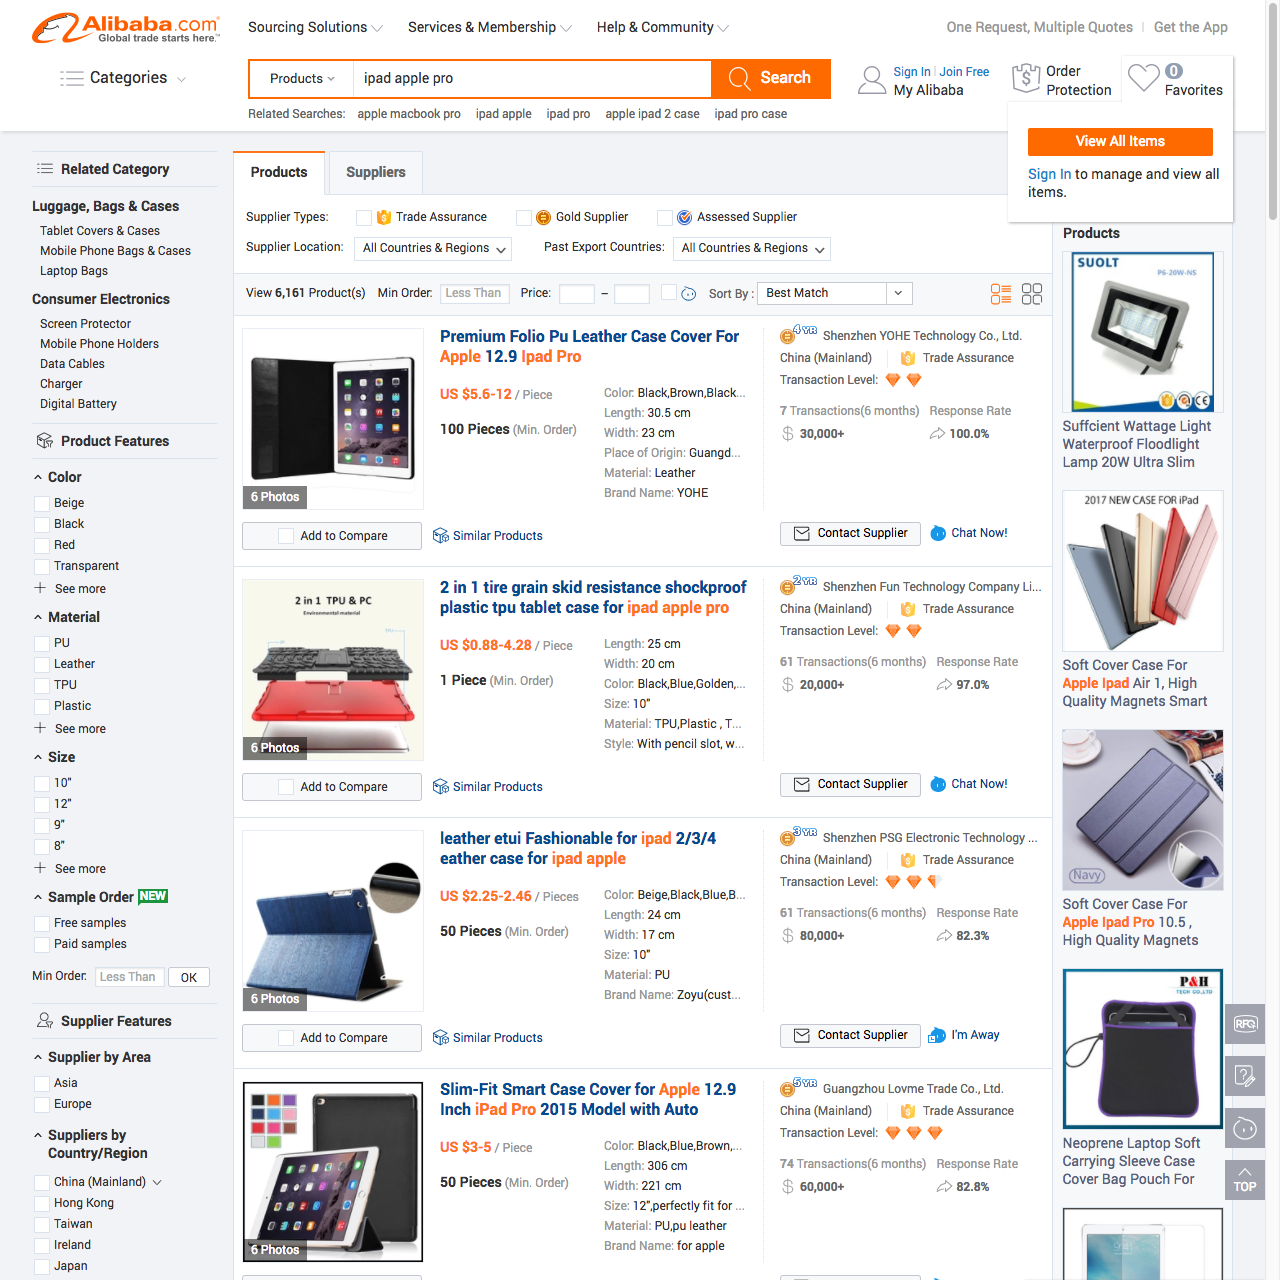 Alibaba.com
Global trade starts here.™
Sourcing Solutions
Services & Membership
Help & Community
One Request, Multiple Quotes
Get the App
Categories
Products
ipad apple pro
Search
Sign In | Join Free
My Alibaba
Order Protection
0
Favorites
Related Searches: apple macbook pro ipad apple ipad pro apple ipad 2 case ipad pro case
View All Items
Sign In to manage and view all
items.
Related Category
Luggage, Bags & Cases
Tablet Covers & Cases
Mobile Phone Bags & Cases
Laptop Bags
Consumer Electronics
Screen Protector
Mobile Phone Holders
Data Cables
Charger
Digital Battery
Product Features
Color
Beige
Black
Red
Transparent
See more
Material
PU
Leather
TPU
Plastic
See more
Size
10"
12"
9"
8"
See more
Sample Order NEW
Free samples
Paid samples
Min Order: Less Than OK
Supplier Features
Supplier by Area
Asia
Europe
Suppliers by
Country/Region
China (Mainland)
Hong Kong
Taiwan
Ireland
Japan
Products
Suppliers
Supplier Types: Trade Assurance Gold Supplier Assessed Supplier
Supplier Location: All Countries & Regions Past Export Countries: All Countries & Regions
View 6,161 Product(s) Min Order: Less Than Price: – Sort By : Best Match
6 Photos
Add to Compare
Premium Folio Pu Leather Case Cover For
Apple 12.9 Ipad Pro
US $5.6-12 / Piece
100 Pieces (Min. Order)
Color: Black,Brown,Black...
Length: 30.5 cm
Width: 23 cm
Place of Origin: Guangd...
Material: Leather
Brand Name: YOHE
Similar Products
4 YR Shenzhen YOHE Technology Co., Ltd.
China (Mainland) Trade Assurance
Transaction Level:
7 Transactions(6 months) Response Rate
$ 30,000+ 100.0%
Contact Supplier
Chat Now!
2 in 1 TPU & PC
Environmental material
6 Photos
Add to Compare
2 in 1 tire grain skid resistance shockproof
plastic tpu tablet case for ipad apple pro
US $0.88-4.28 / Piece
1 Piece (Min. Order)
Length: 25 cm
Width: 20 cm
Color: Black,Blue,Golden,...
Size: 10"
Material: TPU,Plastic , T...
Style: With pencil slot, w...
Similar Products
2 YR Shenzhen Fun Technology Company Li...
China (Mainland) Trade Assurance
Transaction Level:
61 Transactions(6 months) Response Rate
$ 20,000+ 97.0%
Contact Supplier
Chat Now!
6 Photos
Add to Compare
leather etui Fashionable for ipad 2/3/4
eather case for ipad apple
US $2.25-2.46 / Pieces
50 Pieces (Min. Order)
Color: Beige,Black,Blue,B...
Length: 24 cm
Width: 17 cm
Size: 10"
Material: PU
Brand Name: Zoyu(cust...
Similar Products
3 YR Shenzhen PSG Electronic Technology ...
China (Mainland) Trade Assurance
Transaction Level:
61 Transactions(6 months) Response Rate
$ 80,000+ 82.3%
Contact Supplier
I'm Away
6 Photos
Slim-Fit Smart Case Cover for Apple 12.9
Inch iPad Pro 2015 Model with Auto
US $3-5 / Piece
50 Pieces (Min. Order)
Color: Black,Blue,Brown,...
Length: 306 cm
Width: 221 cm
Size: 12",perfectly fit for ...
Material: PU,pu leather
Brand Name: for apple
5 YR Guangzhou Lovme Trade Co., Ltd.
China (Mainland) Trade Assurance
Transaction Level:
74 Transactions(6 months) Response Rate
$ 60,000+ 82.8%
Products
SUOLT
P6-20W-NS
Suffcient Wattage Light
Waterproof Floodlight
Lamp 20W Ultra Slim
2017 NEW CASE FOR iPad
Soft Cover Case For
Apple Ipad Air 1, High
Quality Magnets Smart
Navy
Soft Cover Case For
Apple Ipad Pro 10.5 ,
High Quality Magnets
P&H
TECH CO.,LTD
Neoprene Laptop Soft
Carrying Sleeve Case
Cover Bag Pouch For
RFQ
TOP